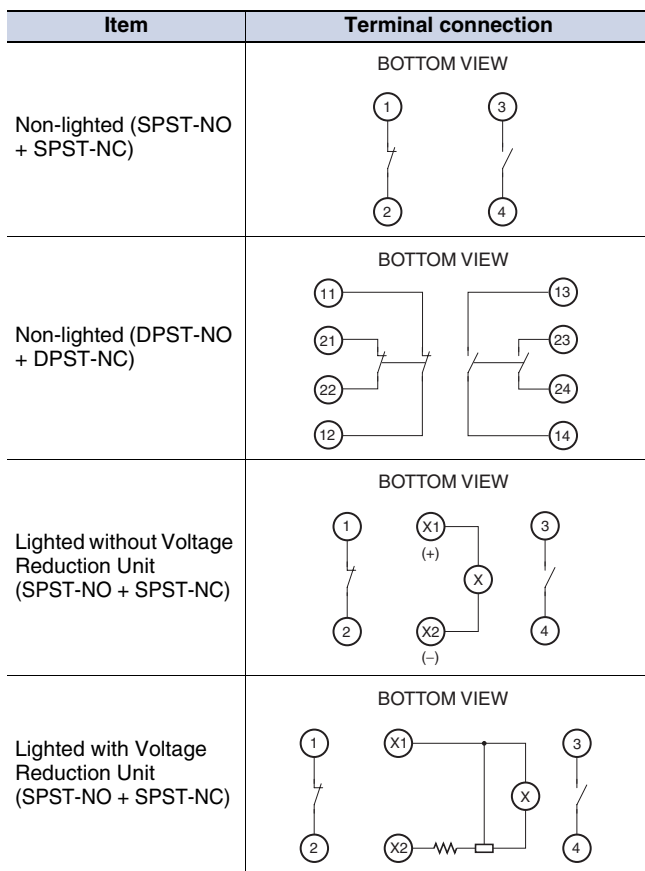 Item Terminal connection
Non-lighted (SPST-NO
+ SPST-NC)
BOTTOM VIEW
1 3
2 4
Non-lighted (DPST-NO
+ DPST-NC)
BOTTOM VIEW
11 13
21 23
22 24
12 14
Lighted without Voltage
Reduction Unit
(SPST-NO + SPST-NC)
BOTTOM VIEW
1 X1 3
(+)
X
2 X2 4
(–)
Lighted with Voltage
Reduction Unit
(SPST-NO + SPST-NC)
BOTTOM VIEW
1 X1 3
X
2 X2 4